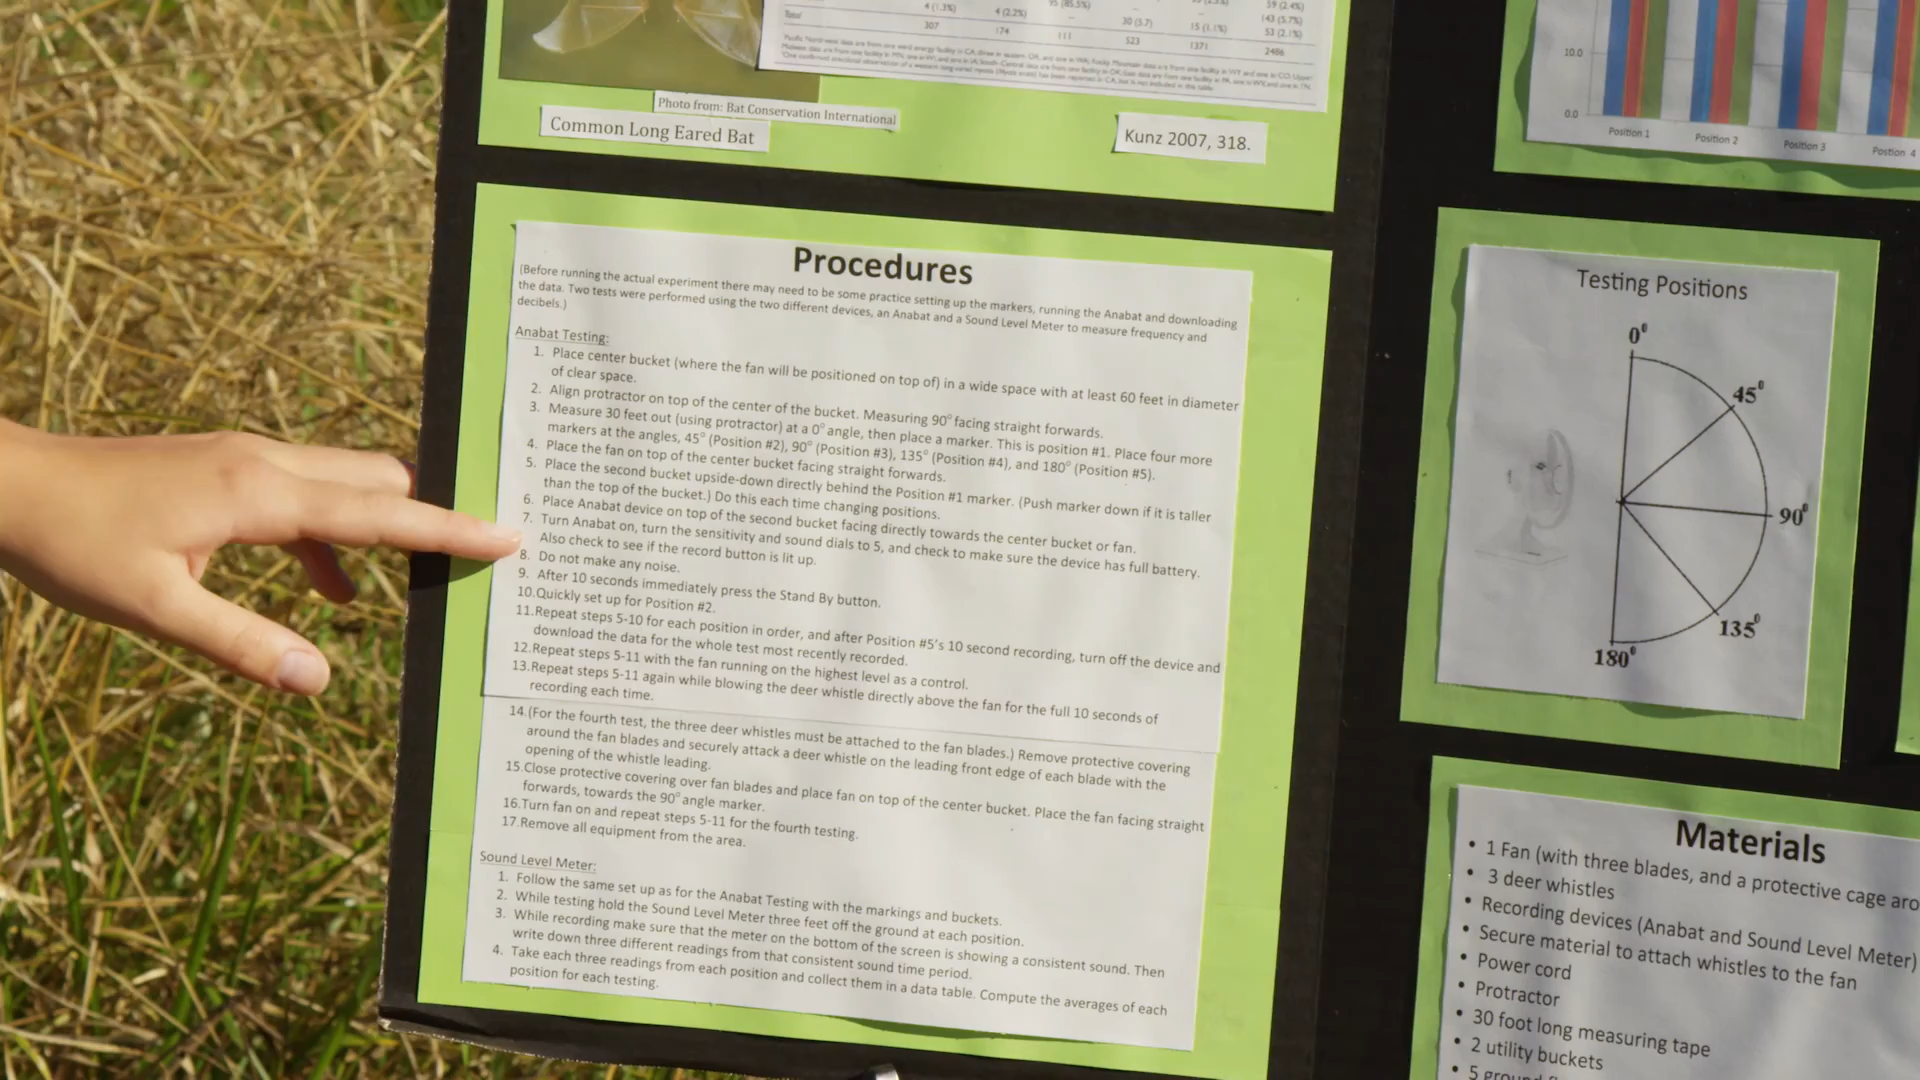 4 (1.3%) 4 (2.2%) 95 (85.5%) 59 (2.4%)
30 (5.7) 15 (1.1%) 143 (5.7%)
53 (2.1%)
Total 307 174 111 523 1371 2486
Photo from: Bat Conservation International
Common Long Eared Bat
Kunz 2007, 318.
10.0
0.0
Position 1 Position 2 Position 3 Postion 4
Procedures
(Before running the actual experiment there may need to be some practice setting up the markers, running the Anabat and downloading
the data. Two tests were performed using the two different devices, an Anabat and a Sound Level Meter to measure frequency and
decibels.)
Anabat Testing:
1. Place center bucket (where the fan will be positioned on top of) in a wide space with at least 60 feet in diameter
of clear space.
2. Align protractor on top of the center of the bucket. Measuring 90° facing straight forwards.
3. Measure 30 feet out (using protractor) at a 0° angle, then place a marker. This is position #1. Place four more
markers at the angles, 45° (Position #2), 90° (Position #3), 135° (Position #4), and 180° (Position #5).
4. Place the fan on top of the center bucket facing straight forwards.
5. Place the second bucket upside-down directly behind the Position #1 marker. (Push marker down if it is taller
than the top of the bucket.) Do this each time changing positions.
6. Place Anabat device on top of the second bucket facing directly towards the center bucket or fan.
7. Turn Anabat on, turn the sensitivity and sound dials to 5, and check to make sure the device has full battery.
Also check to see if the record button is lit up.
8. Do not make any noise.
9. After 10 seconds immediately press the Stand By button.
10.Quickly set up for Position #2.
11.Repeat steps 5-10 for each position in order, and after Position #5's 10 second recording, turn off the device and
download the data for the whole test most recently recorded.
12.Repeat steps 5-11 with the fan running on the highest level as a control.
13.Repeat steps 5-11 again while blowing the deer whistle directly above the fan for the full 10 seconds of
recording each time.
14.(For the fourth test, the three deer whistles must be attached to the fan blades.) Remove protective covering
around the fan blades and securely attack a deer whistle on the leading front edge of each blade with the
opening of the whistle leading.
15.Close protective covering over fan blades and place fan on top of the center bucket. Place the fan facing straight
forwards, towards the 90° angle marker.
16.Turn fan on and repeat steps 5-11 for the fourth testing.
17.Remove all equipment from the area.
Sound Level Meter:
1. Follow the same set up as for the Anabat Testing with the markings and buckets.
2. While testing hold the Sound Level Meter three feet off the ground at each position.
3. While recording make sure that the meter on the bottom of the screen is showing a consistent sound. Then
write down three different readings from that consistent sound time period.
4. Take each three readings from each position and collect them in a data table. Compute the averages of each
position for each testing.
Testing Positions
0°
45°
90°
135°
180°
Materials
• 1 Fan (with three blades, and a protective cage aro
• 3 deer whistles
• Recording devices (Anabat and Sound Level Meter)
• Secure material to attach whistles to the fan
• Power cord
• Protractor
• 30 foot long measuring tape
• 2 utility buckets
• 5 ground